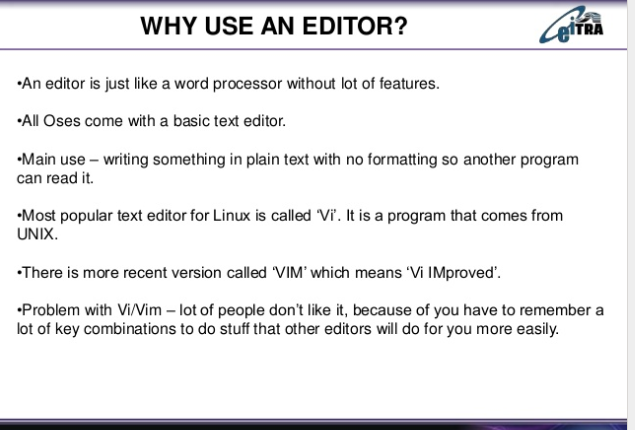 WHY USE AN EDITOR?
eiTRA
•An editor is just like a word processor without lot of features.
•All Oses come with a basic text editor.
•Main use – writing something in plain text with no formatting so another program
can read it.
•Most popular text editor for Linux is called ‘Vi’. It is a program that comes from
UNIX.
•There is more recent version called ‘VIM’ which means ‘Vi IMproved’.
•Problem with Vi/Vim – lot of people don’t like it, because of you have to remember a
lot of key combinations to do stuff that other editors will do for you more easily.